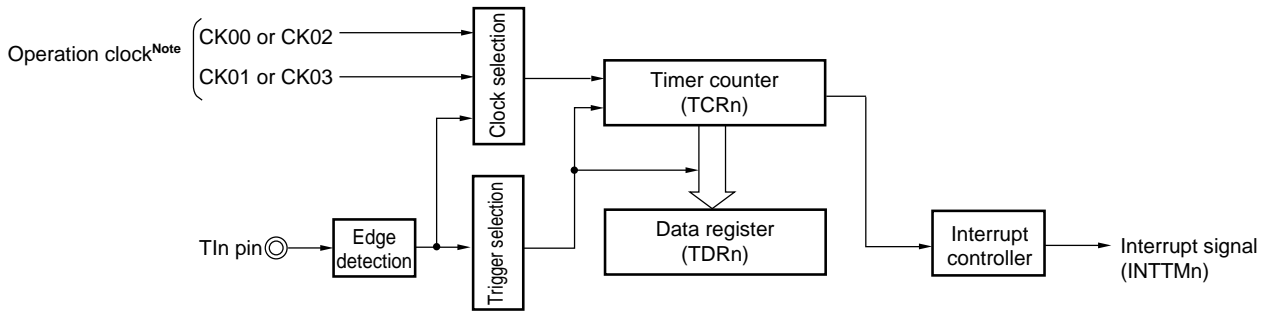 Operation clockNote
CK00 or CK02
CK01 or CK03
Clock selection
Timer counter
(TCRn)
TIn pin
Edge
detection
Trigger selection
Data register
(TDRn)
Interrupt
controller
Interrupt signal
(INTTMn)